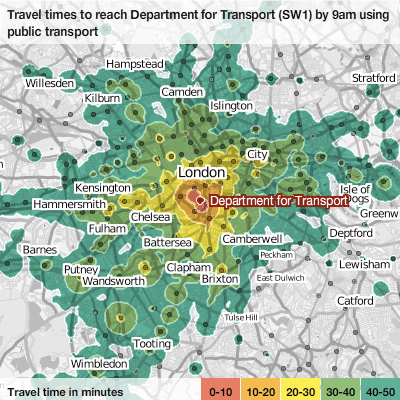 Travel times to reach Department for Transport (SW1) by 9am using
public transport
Hampstead
Stratford
Willesden
Kilburn
Camden
Islington
City
London
Kensington
Isle of
Dogs
Department for Transport
Hammersmith
Greenw
Chelsea
Fulham
Deptford
Battersea
Camberwell
Barnes
Peckham
Lewisham
Putney
Clapham
East Dulwich
Wandsworth
Brixton
Catford
Tulse Hill
Tooting
Wimbledon
Travel time in minutes
0-10
10-20
20-30
30-40
40-50